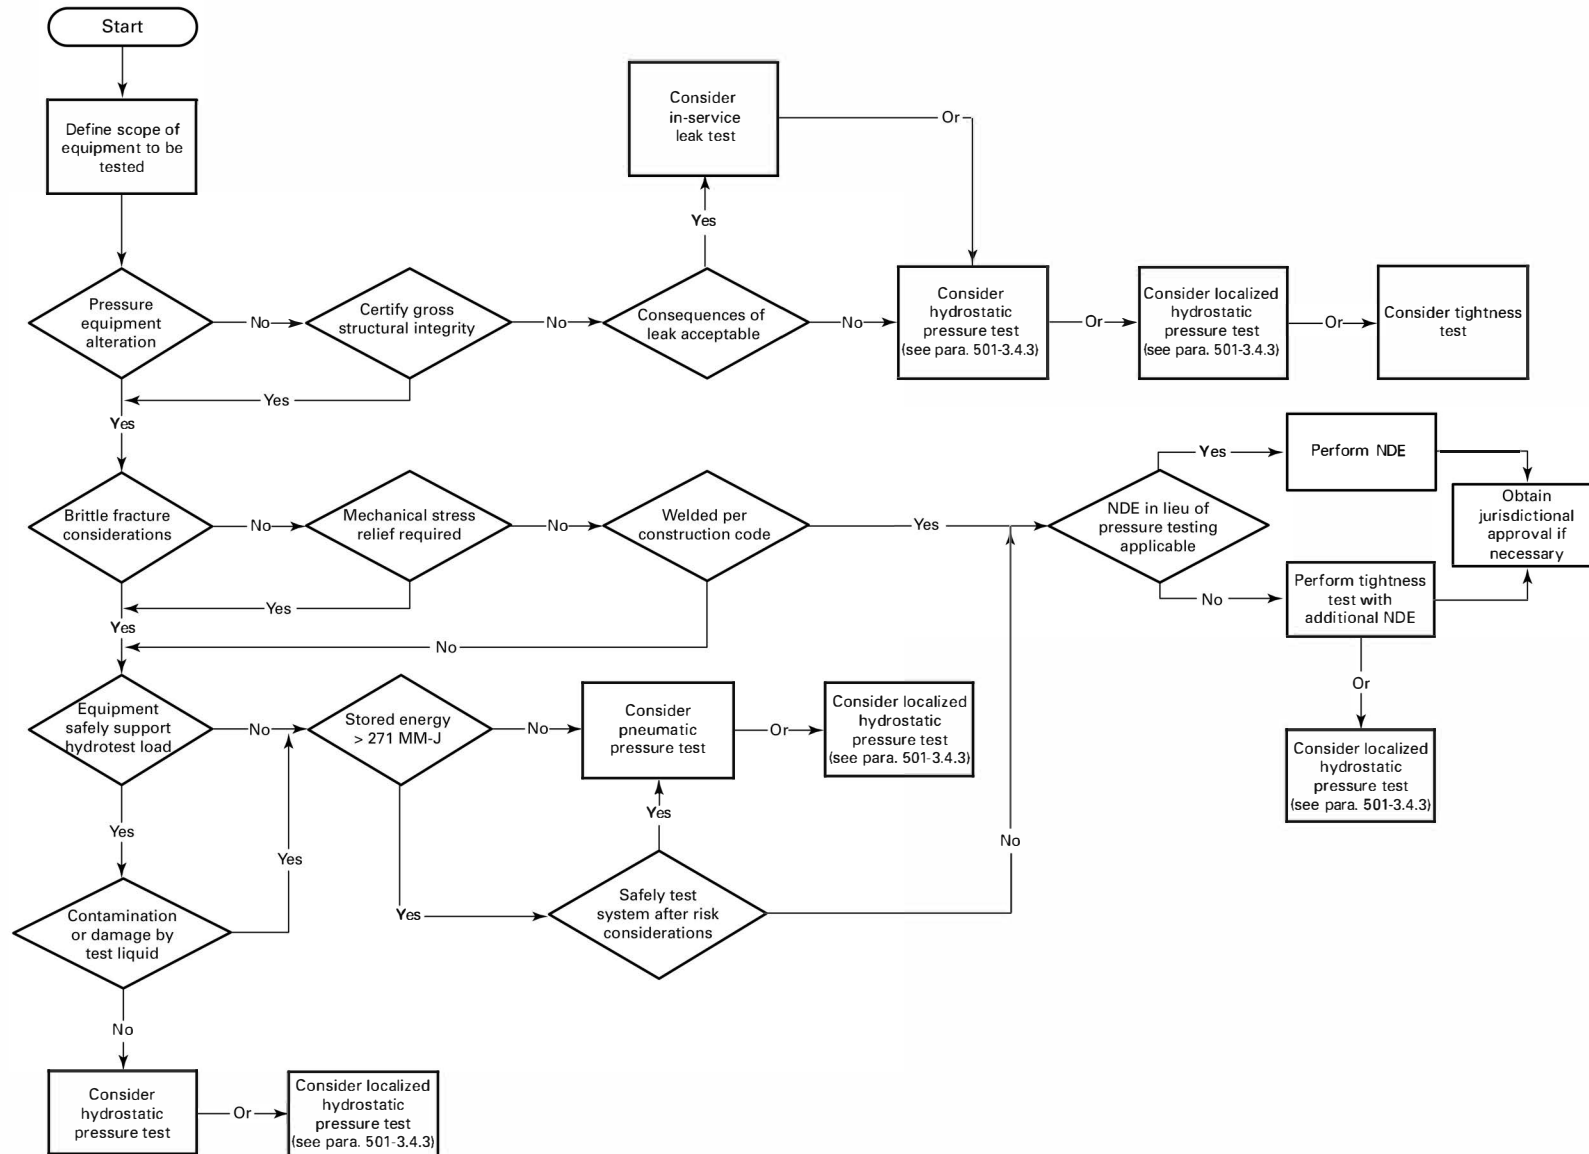 Start
Define scope of
equipment to be
tested
Consider
in-service
leak test
Or
Yes
Pressure
equipment
alteration
No
Certify gross
structural integrity
No
Consequences of
leak acceptable
No
Consider
hydrostatic
pressure test
(see para. 501-3.4.3)
Or
Consider localized
hydrostatic
pressure test
(see para. 501-3.4.3)
Or
Consider tightness
test
Yes
Yes
Brittle fracture
considerations
No
Mechanical stress
relief required
No
Welded per
construction code
Yes
NDE in lieu of
pressure testing
applicable
Yes
Perform NDE
Obtain
jurisdictional
approval if
necessary
No
Perform tightness
test with
additional NDE
Or
Consider localized
hydrostatic
pressure test
(see para. 501-3.4.3)
Yes
Yes
No
Equipment
safely support
hydrotest load
No
Stored energy
> 271 MM-J
No
Consider
pneumatic
pressure test
Or
Consider localized
hydrostatic
pressure test
(see para. 501-3.4.3)
Yes
Yes
Yes
No
Contamination
or damage by
test liquid
Yes
Safely test
system after risk
considerations
No
Consider
hydrostatic
pressure test
Or
Consider localized
hydrostatic
pressure test
(see para. 501-3.4.3)